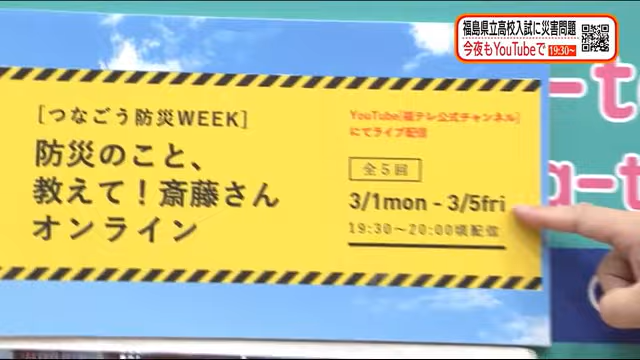 福島県立高校入試に災害問題
今夜もYouTubeで 19:30~
[つなごう防災WEEK]
防災のこと、
教えて！斎藤さん
オンライン
YouTube[福テレ公式チャンネル]
にてライブ配信
全5回
3/1mon - 3/5fri
19:30〜20:00頃配信
a-t
a-t